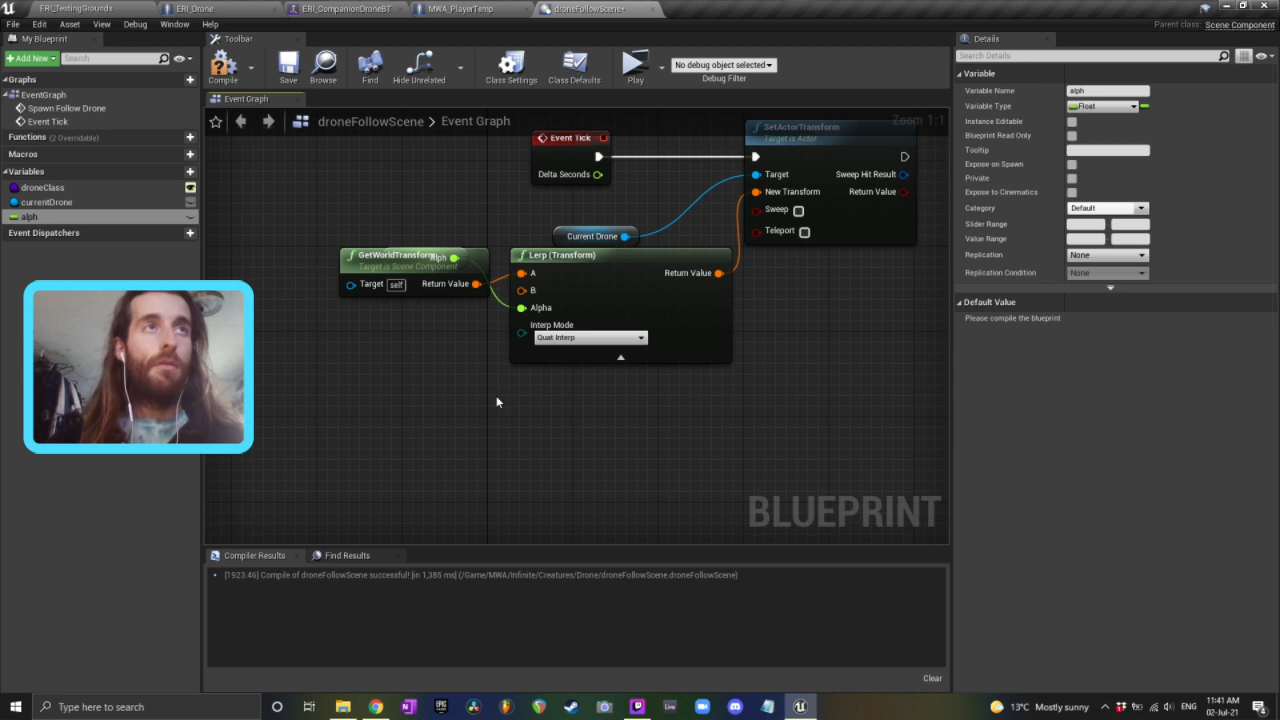 ERI_TestingGrounds
ERI_Drone
ERI_CompanionDroneBT
MWA_PlayerTemp
droneFollowScene*
File
Edit
Asset
View
Debug
Window
Help
Parent class: Scene Component
My Blueprint
Toolbar
Details
Add New
Search
Compile
Save
Browse
Find
Hide Unrelated
Class Settings
Class Defaults
Play
No debug object selected
Debug Filter
Search Details
Graphs
EventGraph
Spawn Follow Drone
Event Tick
Functions (2 Overridable)
Macros
Variables
droneClass
currentDrone
alph
Event Dispatchers
Event Graph
droneFollowScene > Event Graph
Zoom 1:1
Event Tick
Delta Seconds
SetActorTransform
Target is Actor
Target
New Transform
Sweep
Teleport
Sweep Hit Result
Return Value
Current Drone
GetWorldTransform
Alph
Target is Scene Component
Target
self
Return Value
Lerp (Transform)
A
B
Alpha
Interp Mode
Quat Interp
Return Value
BLUEPRINT
Variable
Variable Name
alph
Variable Type
Float
Instance Editable
Blueprint Read Only
Tooltip
Expose on Spawn
Private
Expose to Cinematics
Category
Default
Slider Range
Value Range
Replication
None
Replication Condition
None
Default Value
Please compile the blueprint
Compiler Results
Find Results
[1923.46] Compile of droneFollowScene successful! [in 1,385 ms] (/Game/MWA/Infinite/Creatures/Drone/droneFollowScene.droneFollowScene)
Clear
Type here to search
EPIC
Live
13°C Mostly sunny
ENG
11:41 AM
02-Jul-21
4